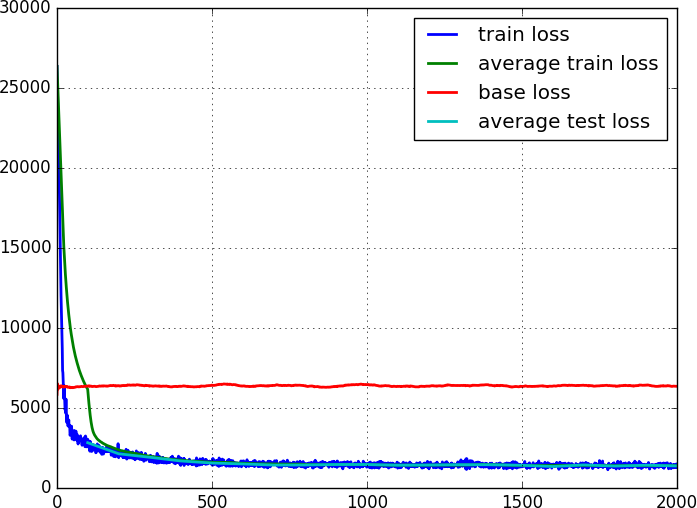 30000
25000
20000
15000
10000
5000
0
0 500 1000 1500 2000
train loss
average train loss
base loss
average test loss